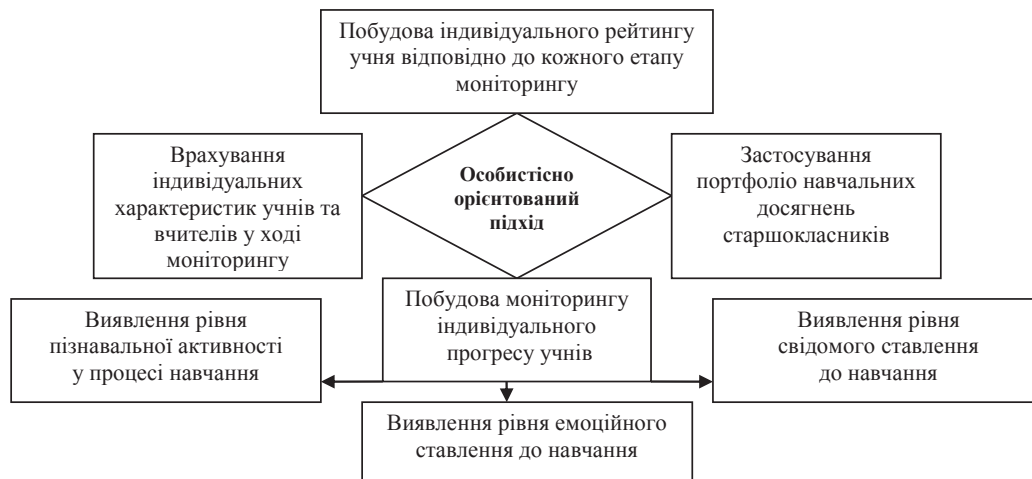 Побудова індивідуального рейтингу
учня відповідно до кожного етапу
моніторингу
Врахування
індивідуальних
характеристик учнів та
вчителів у ході
моніторингу
Особистісно
орієнтований
підхід
Застосування
портфоліо навчальних
досягнень
старшокласників
Побудова моніторингу
індивідуального
прогресу учнів
Виявлення рівня
пізнавальної активності
у процесі навчання
Виявлення рівня
свідомого ставлення
до навчання
Виявлення рівня емоційного
ставлення до навчання